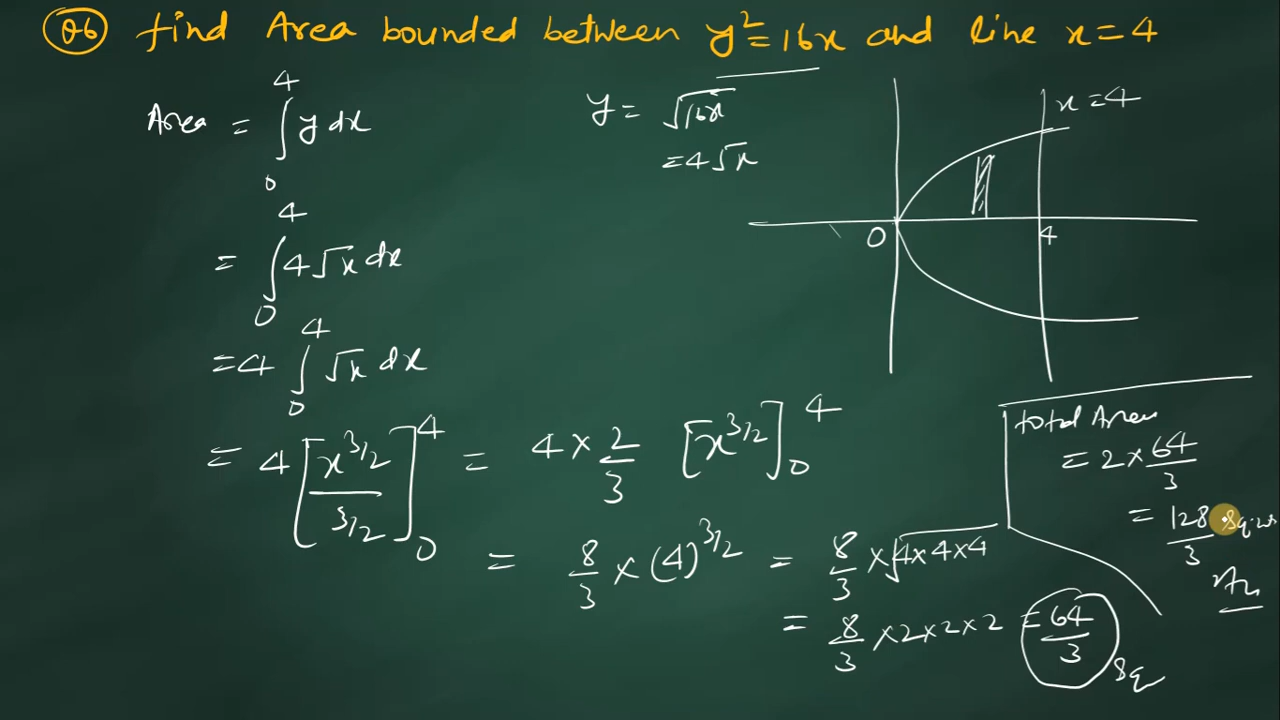 Q6 find Area bounded between y²=16x and line x=4
Area = ∫₀⁴ y dx
= ∫₀⁴ 4√x dx
= 4 ∫₀⁴ √x dx
= 4 [x^3/2 / 3/2]₀⁴ = 4 × 2/3 [x^3/2]₀⁴
= 8/3 × (4)^3/2 = 8/3 × √4×4×4
= 8/3 × 2×2×2 = 64/3 sq
y = √16x
= 4√x
x=4
0
4
total Area
= 2 × 64/3
= 128/3 sq.